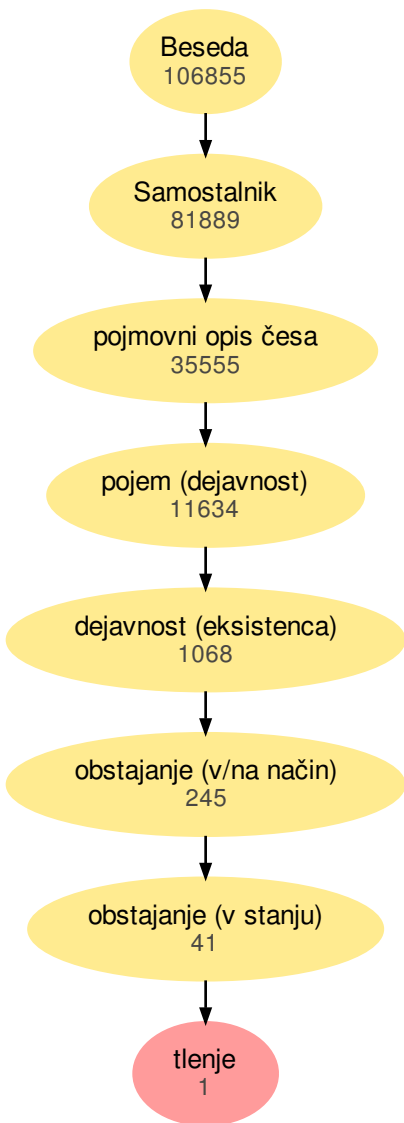 Beseda
106855
Samostalnik
81889
pojmovni opis česa
35555
pojem (dejavnost)
11634
dejavnost (eksistenca)
1068
obstajanje (v/na način)
245
obstajanje (v stanju)
41
tlenje
1